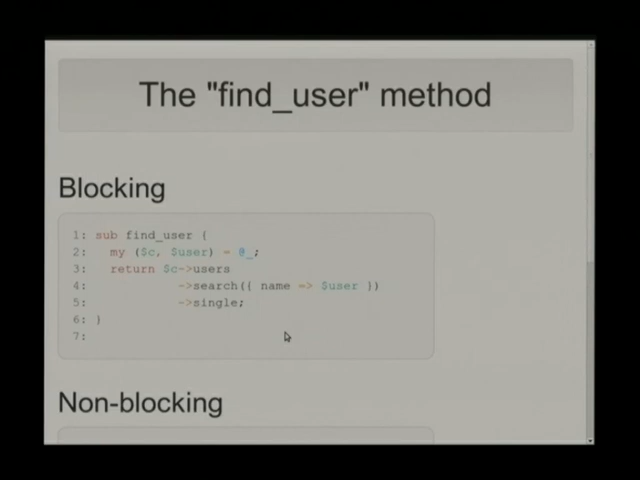 The "find_user" method
Blocking
1: sub find_user {
2:   my ($c, $user) = @_;
3:   return $c->users
4:            ->search({ name => $user })
5:            ->single;
6: }
7:
Non-blocking